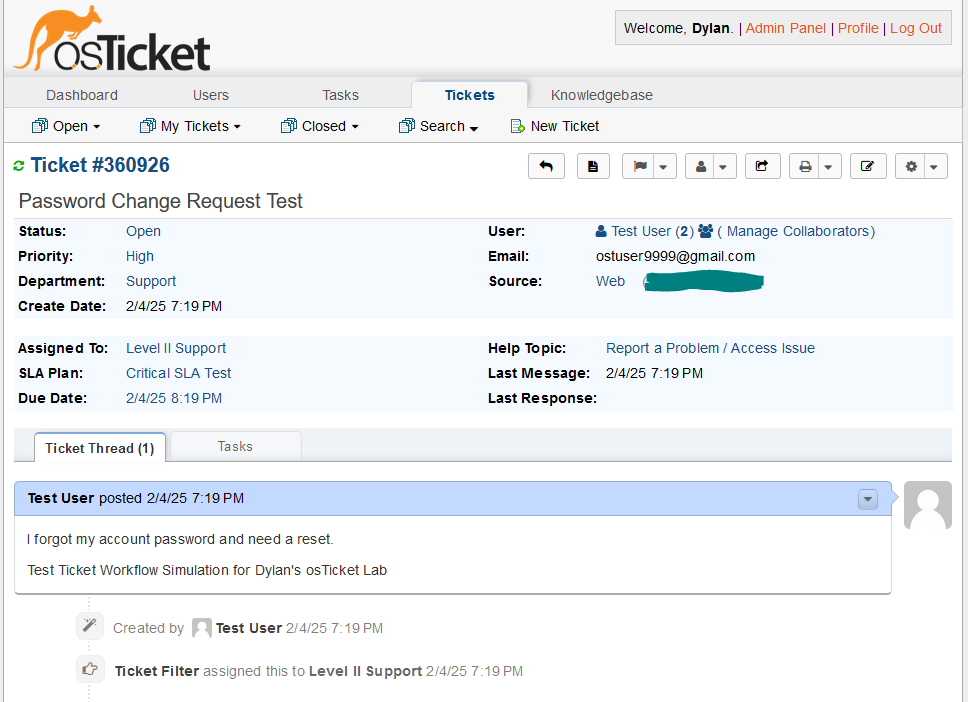 osTicket
Welcome, Dylan. | Admin Panel | Profile | Log Out
Dashboard Users Tasks Tickets Knowledgebase
Open My Tickets Closed Search New Ticket
Ticket #360926
Password Change Request Test
Status: Open
Priority: High
Department: Support
Create Date: 2/4/25 7:19 PM
User: Test User (2) ( Manage Collaborators)
Email: ostuser9999@gmail.com
Source: Web
Assigned To: Level II Support
SLA Plan: Critical SLA Test
Due Date: 2/4/25 8:19 PM
Help Topic: Report a Problem / Access Issue
Last Message: 2/4/25 7:19 PM
Last Response:
Ticket Thread (1) Tasks
Test User posted 2/4/25 7:19 PM
I forgot my account password and need a reset.
Test Ticket Workflow Simulation for Dylan's osTicket Lab
Created by Test User 2/4/25 7:19 PM
Ticket Filter assigned this to Level II Support 2/4/25 7:19 PM